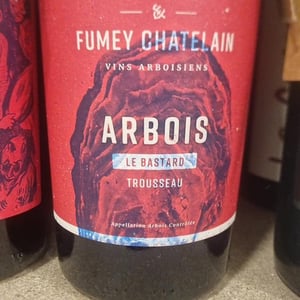 &
FUMEY CHATELAIN
VINS ARBOISIENS
ARBOIS
LE BASTARD
TROUSSEAU
Appellation Arbois Contrôlée